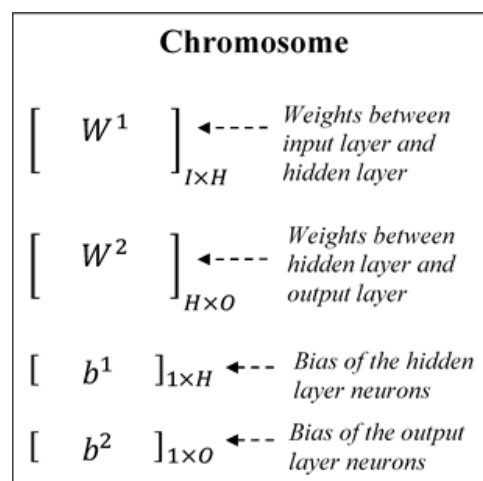 Chromosome
[ W¹ ]I×H Weights between
input layer and
hidden layer
[ W² ]H×O Weights between
hidden layer and
output layer
[ b¹ ]1×H Bias of the hidden
layer neurons
[ b² ]1×O Bias of the output
layer neurons